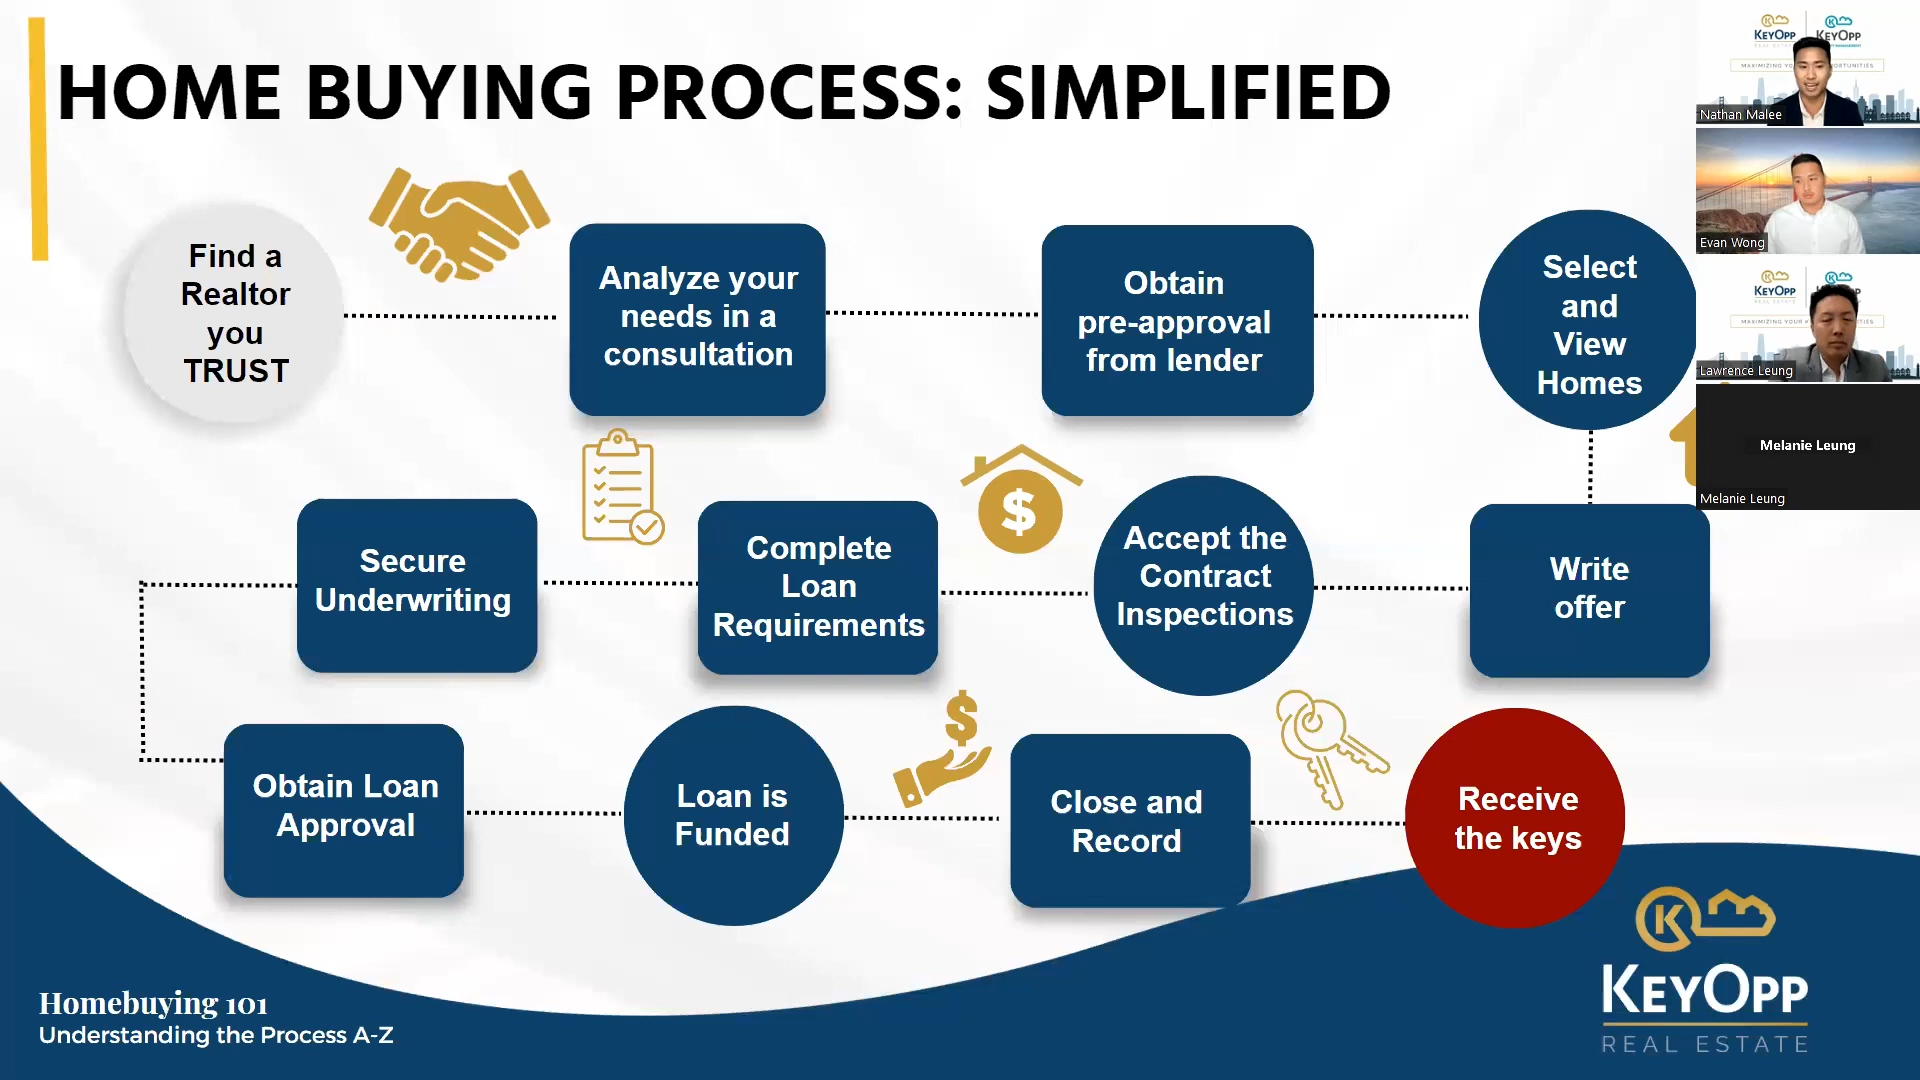 HOME BUYING PROCESS: SIMPLIFIED
Find a
Realtor
you
TRUST
Analyze your
needs in a
consultation
Obtain
pre-approval
from lender
Select
and
View
Homes
Write
offer
Accept the
Contract
Inspections
Complete
Loan
Requirements
Secure
Underwriting
Obtain Loan
Approval
Loan is
Funded
Close and
Record
Receive
the keys
Homebuying 101
Understanding the Process A-Z
K
KEYOPP
REAL ESTATE
KEYOPP
KEYOPP
Nathan Malee
Evan Wong
KEYOPP
Lawrence Leung
Melanie Leung
Melanie Leung